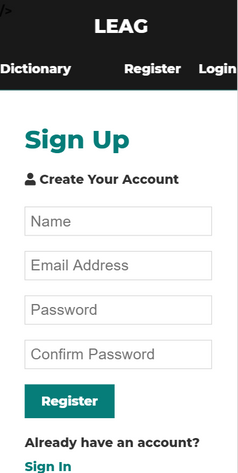 />
LEAG
Dictionary Register Login
Sign Up
Create Your Account
Name
Email Address
Password
Confirm Password
Register
Already have an account?
Sign In